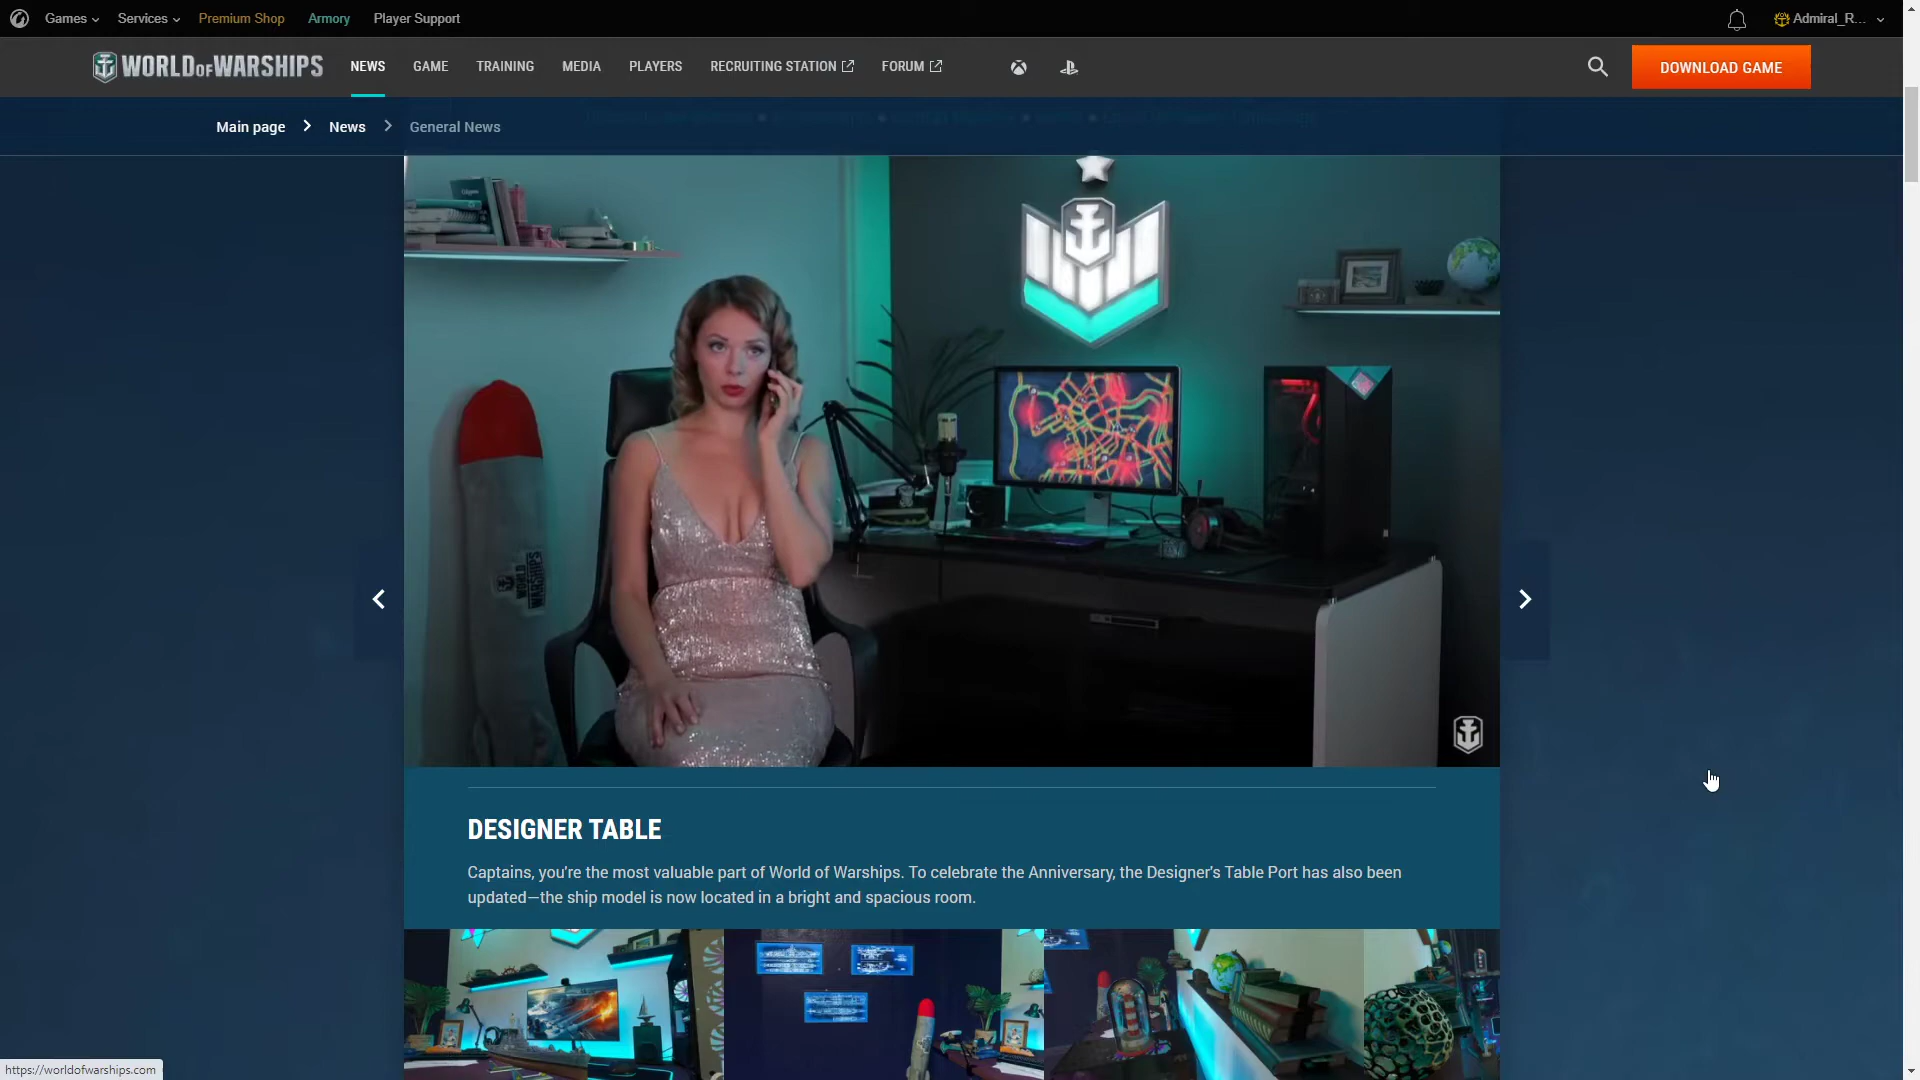 Games
Services
Premium Shop
Armory
Player Support
Admiral_R...
WORLD OF WARSHIPS
NEWS
GAME
TRAINING
MEDIA
PLAYERS
RECRUITING STATION
FORUM
DOWNLOAD GAME
Main page
News
General News
WORLD
OF
WARSHIPS
DESIGNER TABLE
Captains, you're the most valuable part of World of Warships. To celebrate the Anniversary, the Designer's Table Port has also been
updated—the ship model is now located in a bright and spacious room.
https://worldofwarships.com